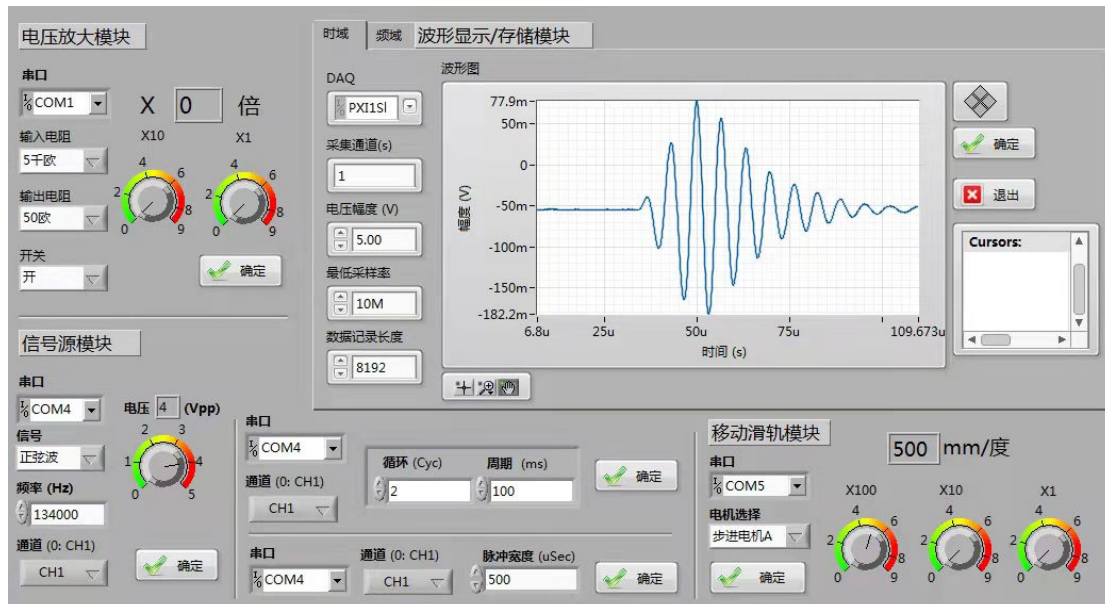 电压放大模块
串口
COM1
X 0 倍
输入电阻
X10 X1
5千欧
0 2 4 6 8 9
0 2 4 6 8 9
输出电阻
50欧
开关
开
确定
时域 频域 波形显示/存储模块
DAQ
PXI1Sl
采集通道(s)
1
电压幅度 (V)
5.00
最低采样率
10M
数据记录长度
8192
波形图
幅度 (V)
77.9m
50m
0
-50m
-100m
-150m
-182.2m
6.8u 25u 50u 75u 109.673u
时间 (s)
确定
退出
Cursors:
信号源模块
串口
COM4
电压 4 (Vpp)
信号
正弦波
0 1 2 3 4 5
频率 (Hz)
134000
通道 (0: CH1)
CH1
确定
串口
COM4
通道 (0: CH1)
CH1
循环 (Cyc) 周期 (ms)
2 100
确定
串口 通道 (0: CH1) 脉冲宽度 (uSec)
COM4 CH1 500
确定
移动滑轨模块
500 mm/度
串口
COM5
X100 X10 X1
电机选择
步进电机A
0 2 4 6 8 9
0 2 4 6 8 9
0 2 4 6 8 9
确定